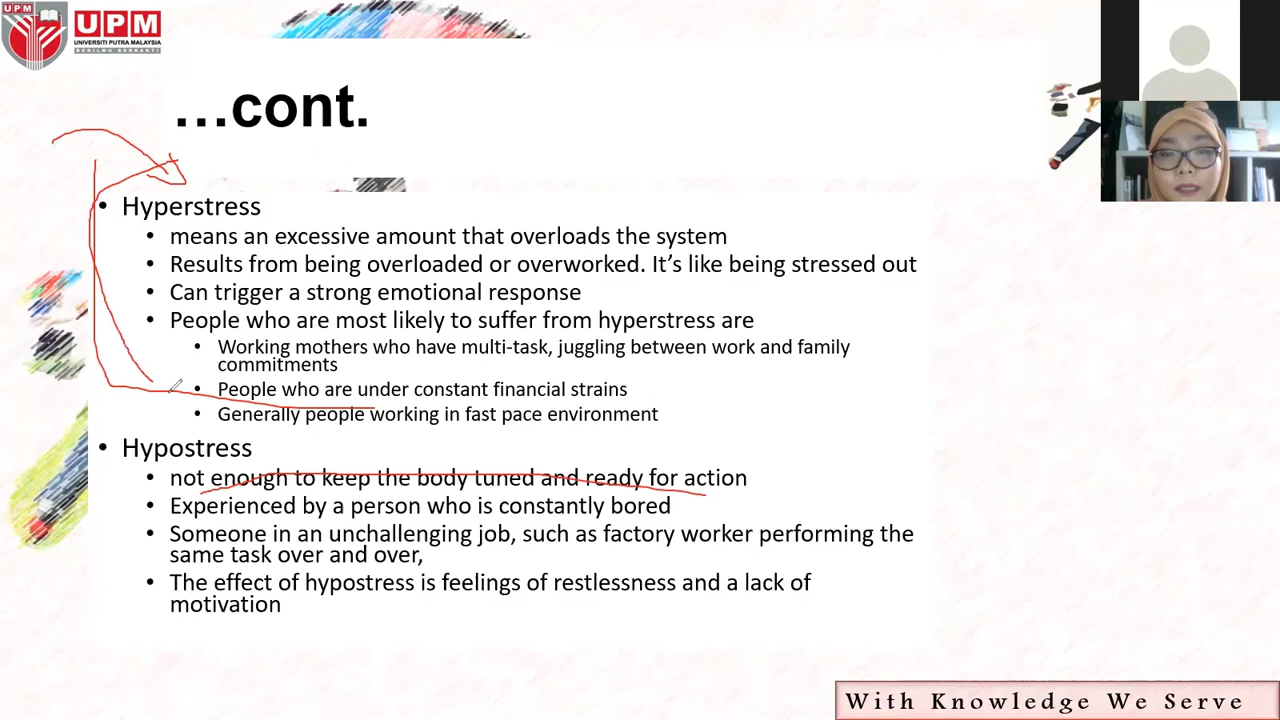 UPM
UPM
UNIVERSITI PUTRA MALAYSIA
BERILMU BERBAKTI
...cont.
• Hyperstress
• means an excessive amount that overloads the system
• Results from being overloaded or overworked. It’s like being stressed out
• Can trigger a strong emotional response
• People who are most likely to suffer from hyperstress are
• Working mothers who have multi-task, juggling between work and family
commitments
• People who are under constant financial strains
• Generally people working in fast pace environment
• Hypostress
• not enough to keep the body tuned and ready for action
• Experienced by a person who is constantly bored
• Someone in an unchallenging job, such as factory worker performing the
same task over and over,
• The effect of hypostress is feelings of restlessness and a lack of
motivation
With Knowledge We Serve